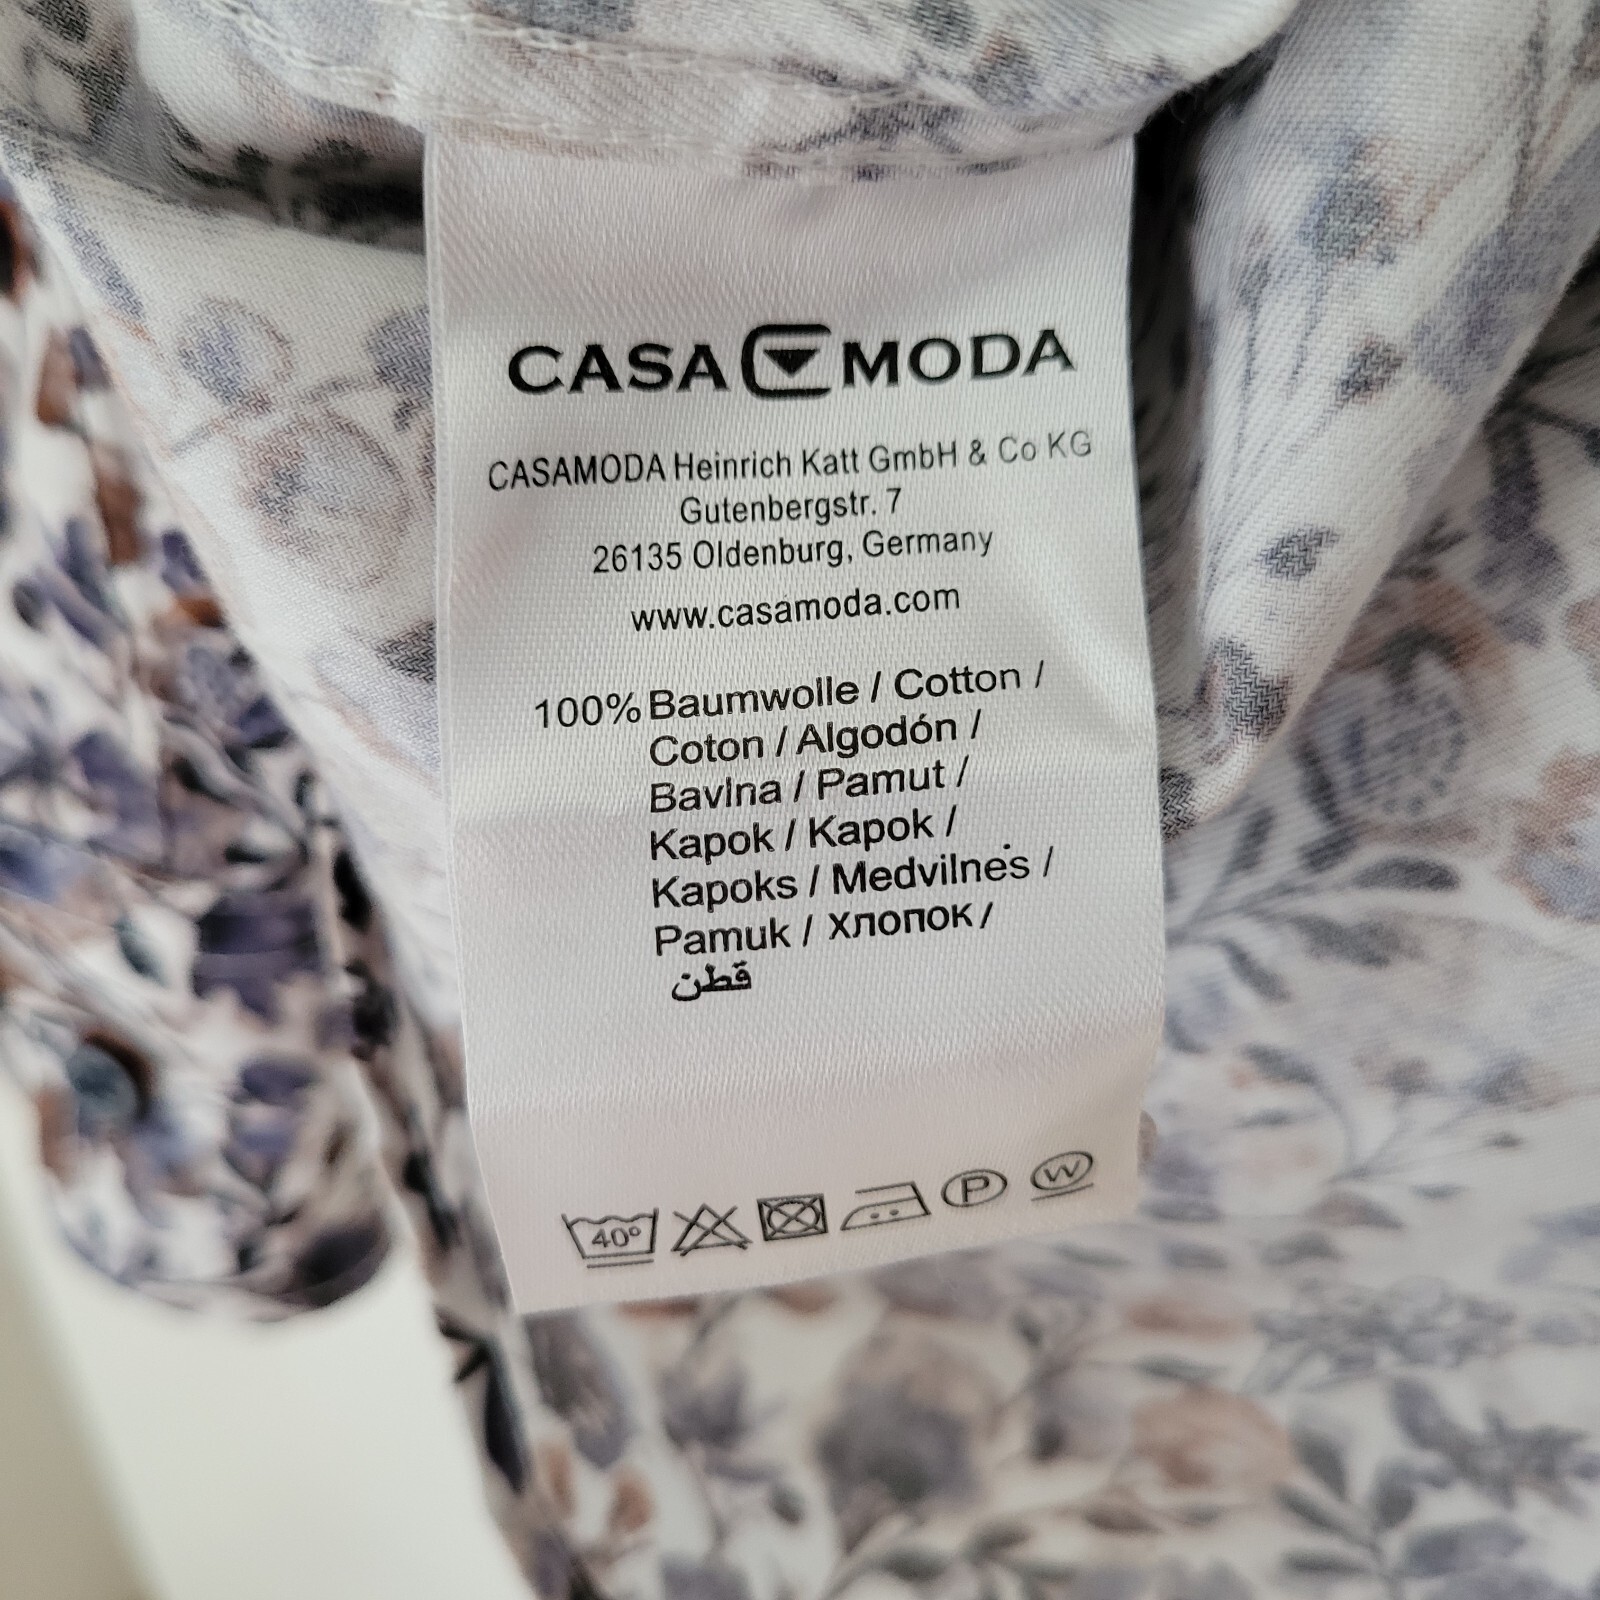 CASA MODA
CASAMODA Heinrich Katt GmbH & Co KG
Gutenbergstr. 7
26135 Oldenburg, Germany
www.casamoda.com
100% Baumwolle / Cotton /
Coton / Algodón /
Bavlna / Pamut /
Kapok / Kapok /
Kapoks / Medvilnės /
Pamuk / Хлопок /
قطن
40° P W